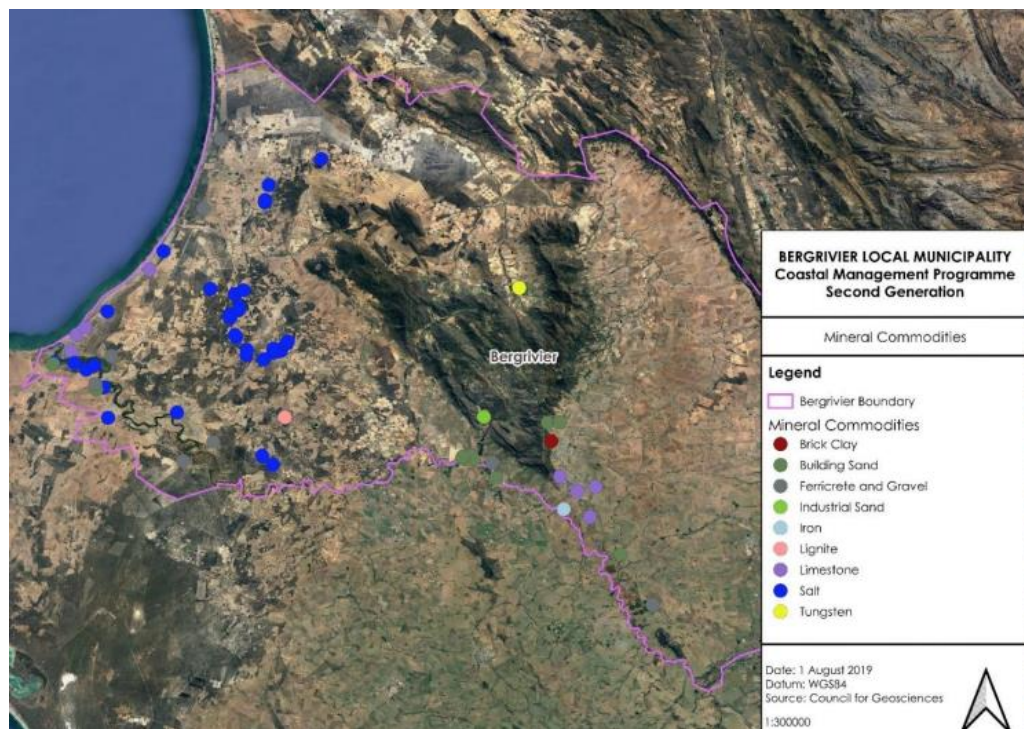 BERGRIVIER LOCAL MUNICIPALITY
Coastal Management Programme
Second Generation
Mineral Commodities
Legend
Bergrivier Boundary
Mineral Commodities
Brick Clay
Building Sand
Ferricrete and Gravel
Industrial Sand
Iron
Lignite
Limestone
Salt
Tungsten
Bergrivier
Date: 1 August 2019
Datum: WGS84
Source: Council for Geosciences
1:300000